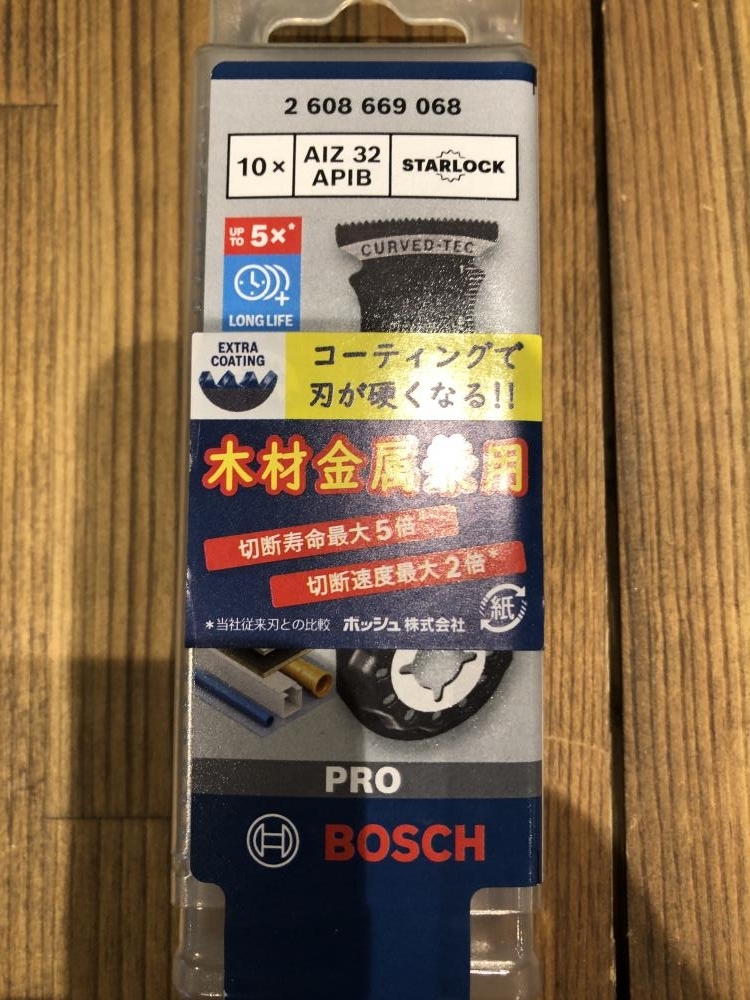 2 608 669 068
10 × AIZ 32 APIB STARLOCK
UP TO 5×*
CURVED-TEC
LONG LIFE
EXTRA COATING
コーティングで
刃が硬くなる!!
木材金属兼用
切断寿命最大5倍*
切断速度最大2倍*
*当社従来刃との比較 ボッシュ株式会社 紙
PRO
BOSCH